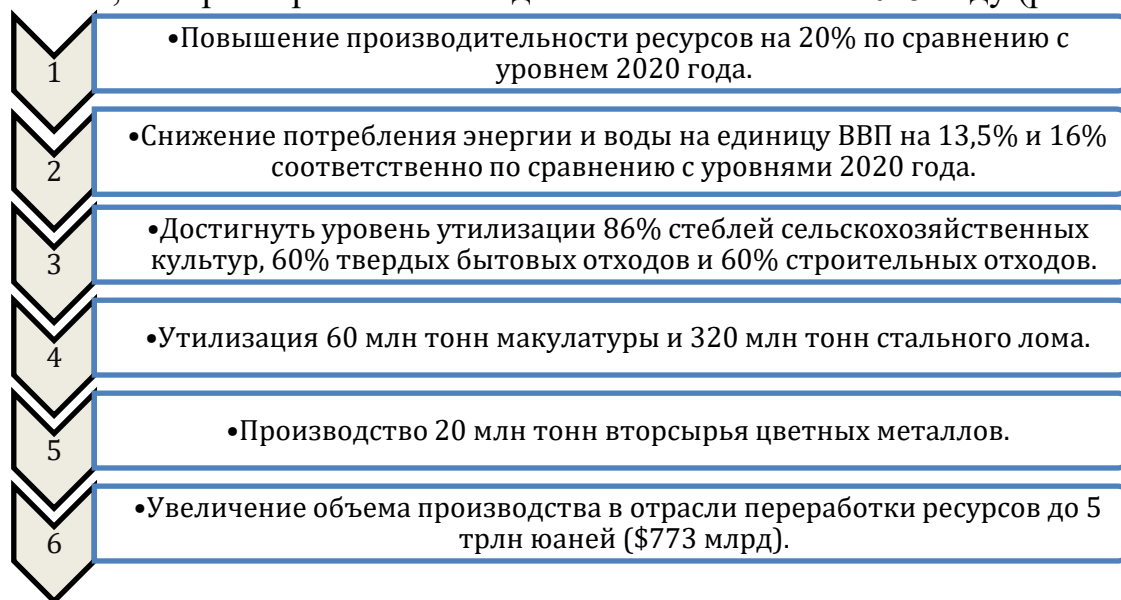 1
•Повышение производительности ресурсов на 20% по сравнению с
уровнем 2020 года.
2
•Снижение потребления энергии и воды на единицу ВВП на 13,5% и 16%
соответственно по сравнению с уровнями 2020 года.
3
•Достигнуть уровень утилизации 86% стеблей сельскохозяйственных
культур, 60% твердых бытовых отходов и 60% строительных отходов.
4
•Утилизация 60 млн тонн макулатуры и 320 млн тонн стального лома.
5
•Производство 20 млн тонн вторсырья цветных металлов.
6
•Увеличение объема производства в отрасли переработки ресурсов до 5
трлн юаней ($773 млрд).